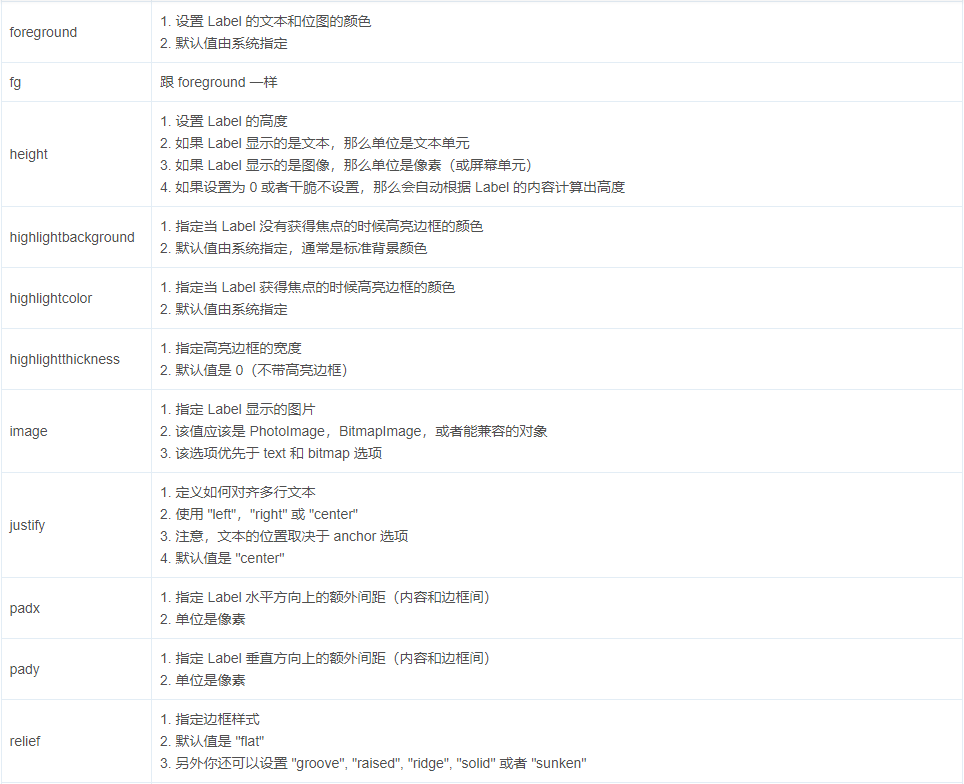 foreground
1. 设置 Label 的文本和位图的颜色
2. 默认值由系统指定
fg
跟 foreground 一样
height
1. 设置 Label 的高度
2. 如果 Label 显示的是文本，那么单位是文本单元
3. 如果 Label 显示的是图像，那么单位是像素（或屏幕单元）
4. 如果设置为 0 或者干脆不设置，那么会自动根据 Label 的内容计算出高度
highlightbackground
1. 指定当 Label 没有获得焦点的时候高亮边框的颜色
2. 默认值由系统指定，通常是标准背景颜色
highlightcolor
1. 指定当 Label 获得焦点的时候高亮边框的颜色
2. 默认值由系统指定
highlightthickness
1. 指定高亮边框的宽度
2. 默认值是 0（不带高亮边框）
image
1. 指定 Label 显示的图片
2. 该值应该是 PhotoImage，BitmapImage，或者能兼容的对象
3. 该选项优先于 text 和 bitmap 选项
justify
1. 定义如何对齐多行文本
2. 使用 "left"，"right" 或 "center"
3. 注意，文本的位置取决于 anchor 选项
4. 默认值是 "center"
padx
1. 指定 Label 水平方向上的额外间距（内容和边框间）
2. 单位是像素
pady
1. 指定 Label 垂直方向上的额外间距（内容和边框间）
2. 单位是像素
relief
1. 指定边框样式
2. 默认值是 "flat"
3. 另外你还可以设置 "groove", "raised", "ridge", "solid" 或者 "sunken"